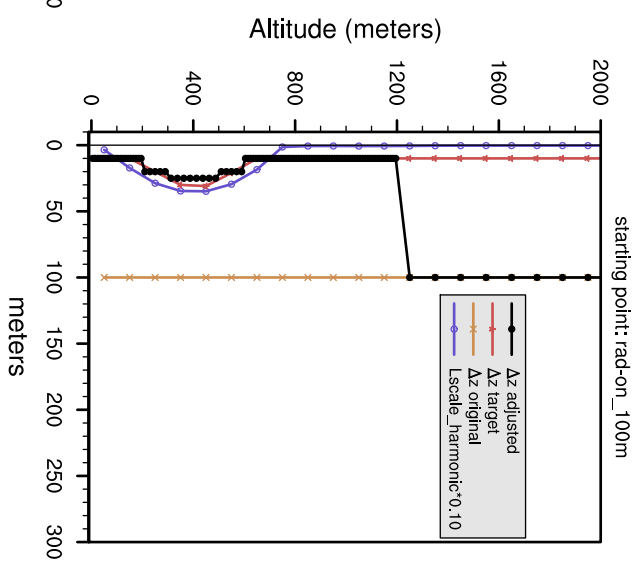 starting point: rad-on_100m
Altitude (meters)
0
400
800
1200
1600
2000
0
50
100
150
200
250
300
meters
Δz adjusted
Δz target
Δz original
Lscale_harmonic*0.10